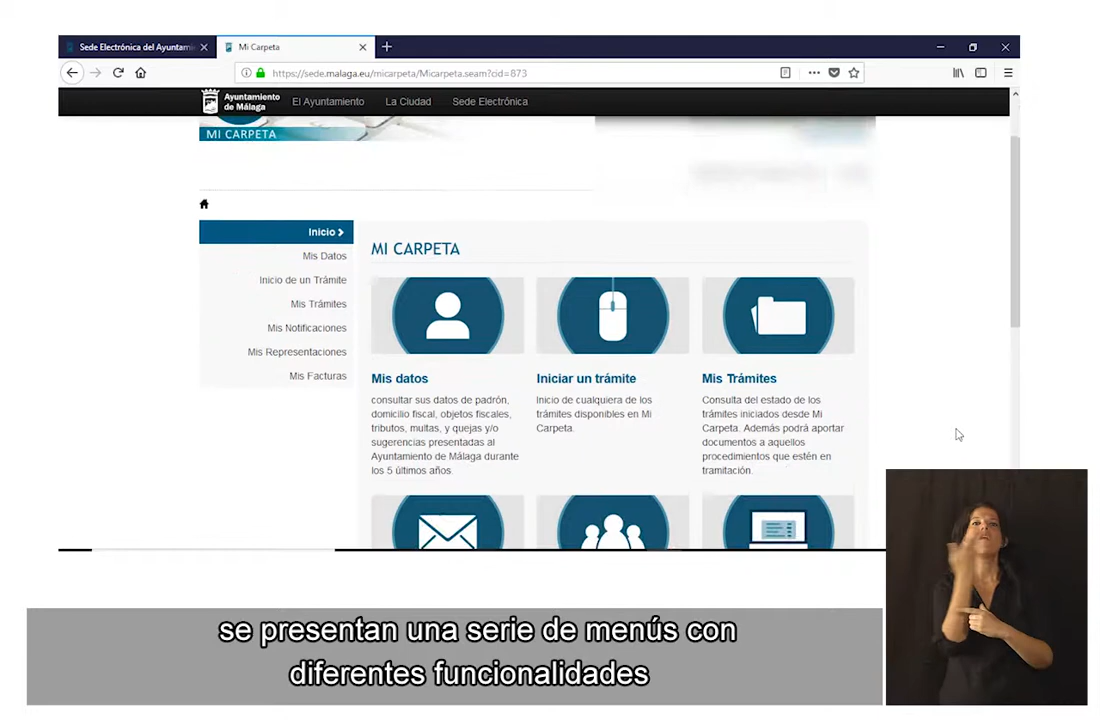 Sede Electrónica del Ayuntami
Mi Carpeta
https://sede.malaga.eu/micarpeta/Micarpeta.seam?cid=873
Ayuntamiento
de Málaga
El Ayuntamiento
La Ciudad
Sede Electrónica
MI CARPETA
Inicio
Mis Datos
Inicio de un Trámite
Mis Trámites
Mis Notificaciones
Mis Representaciones
Mis Facturas
MI CARPETA
Mis datos
consultar sus datos de padrón,
domicilio fiscal, objetos fiscales,
tributos, multas, y quejas y/o
sugerencias presentadas al
Ayuntamiento de Málaga durante
los 5 últimos años.
Iniciar un trámite
Inicio de cualquiera de los
trámites disponibles en Mi
Carpeta.
Mis Trámites
Consulta del estado de los
trámites iniciados desde Mi
Carpeta. Además podrá aportar
documentos a aquellos
procedimientos que estén en
tramitación.
se presentan una serie de menús con
diferentes funcionalidades